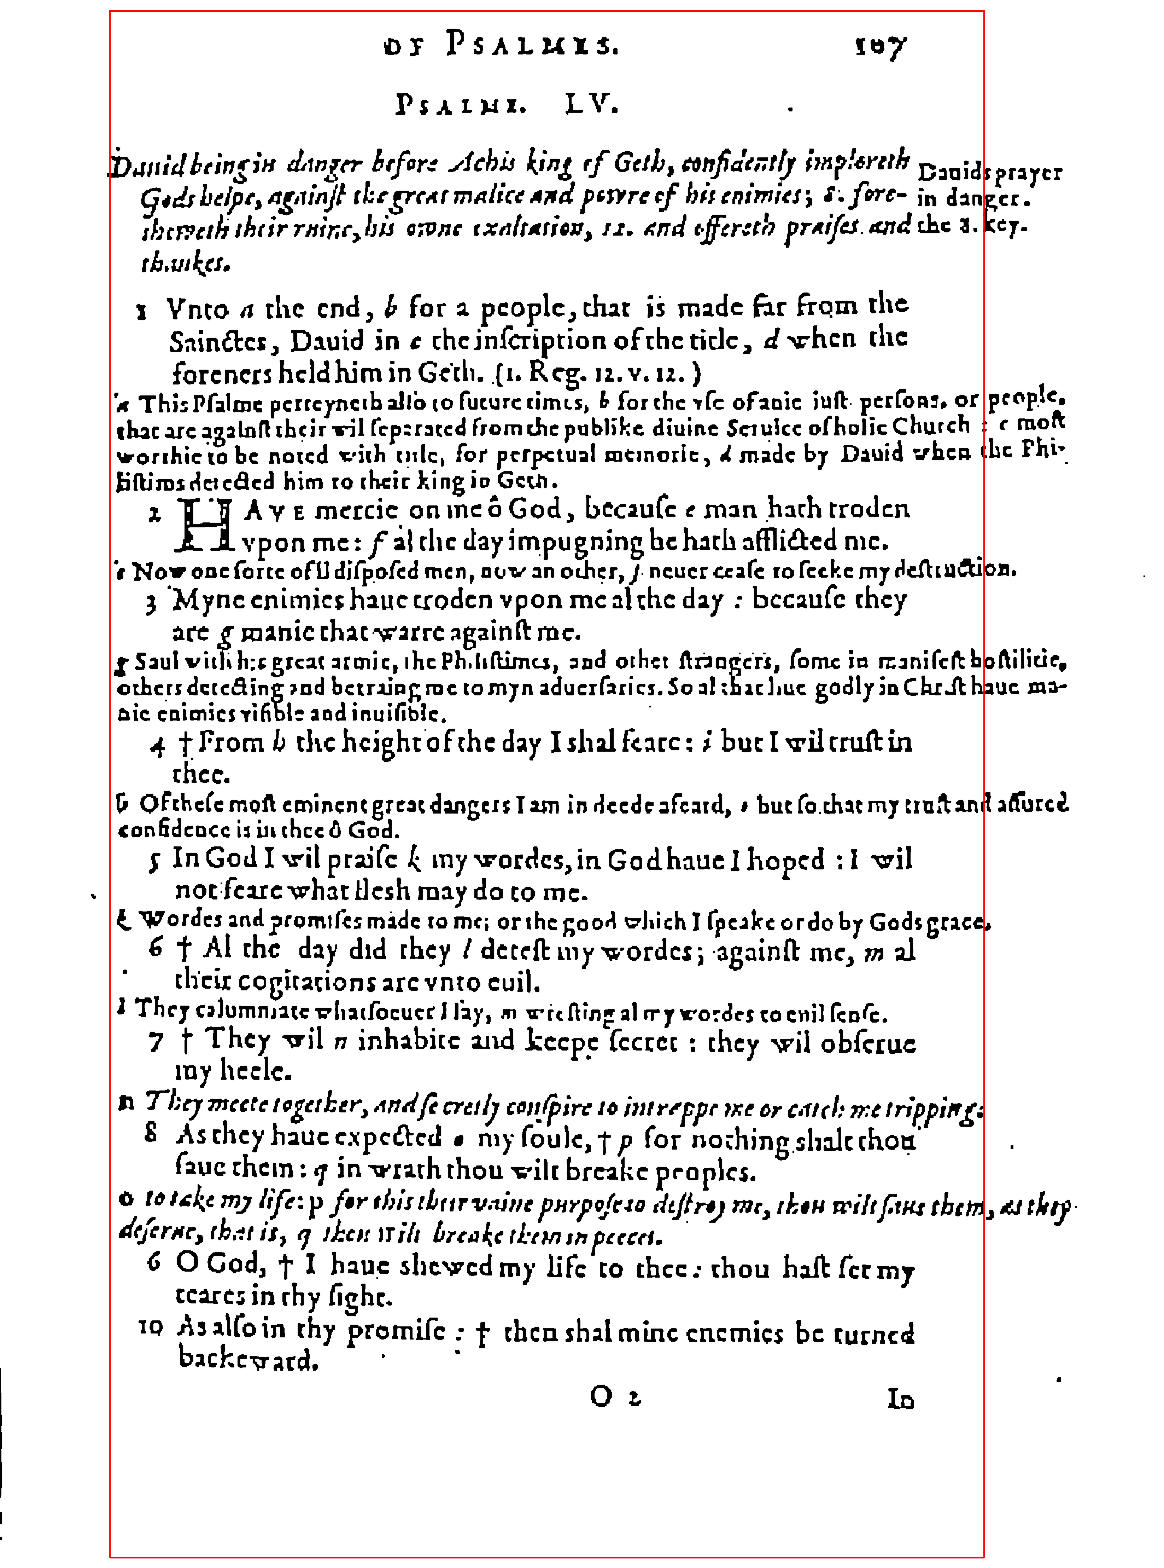 OF PSALMES. 107
PSALME. LV.
Dauid being in danger before Achis king of Geth, confidently imploreth
Gods helpe, against the great malice and powre of his enimies; 8. fore-
sheweth their ruine, his owne exaltation, 12. and offereth praises and
thankes.
Dauids prayer
in danger.
the 8. key.
1 Vnto a the end, b for a people, that is made far from the
Sainctes, Dauid in c the inſcription of the title, d when the
foreners held him in Geth. (1. Reg. 12. v. 12.)
a This Pſalme perteyneth alſo to future times, b for the vſe of anie iuſt perſons, or people,
that are againſt their wil ſeparated from the publike diuine Seruice of holie Church : c moſt
worthie to be noted with title, for perpetual memorie, d made by Dauid when the Phi-
liſtims detected him to their king in Geth.
2 HAVE mercie on me ô God, becauſe e man hath troden
vpon me: f al the day impugning he hath afflicted me.
e Now one ſorte of il diſpoſed men, now an other, f neuer ceaſe to ſeeke my deſtruction.
3 Myne enimies haue troden vpon me al the day : becauſe they
are g manie that warre againſt me.
g Saul with his great armie, the Philiſtimes, and other ſtrangers, ſome in manifeſt hoſtilitie,
others detecting and betraing me to myn aduerſaries. So al that liue godly in Chriſt haue ma-
nie enimies viſible and inuiſible.
4 † From h the height of the day I shal feare: i but I wil truſt in
thee.
h Of theſe moſt eminent great dangers I am in deede afeard, i but ſo that my truſt and aſſured
confidence is in thee ô God.
5 In God I wil praiſe k my wordes, in God haue I hoped : I wil
not feare what flesh may do to me.
k Wordes and promiſes made to me; or the good which I ſpeake or do by Gods grace.
6 † Al the day did they l deteſt my wordes; againſt me, m al
their cogitations are vnto euil.
l They calumniate whatſoeuer I ſay, m wreſting al my wordes to euil ſenſe.
7 † They wil n inhabite and keepe ſecret : they wil obſerue
my heele.
n They meete together, and ſecretly conſpire to intrappe me or catch me tripping:
8 As they haue expected o my ſoule, † p for nothing shalt thou
ſaue them : q in wrath thou wilt breake peoples.
o to take my life: p for this their vaine purpoſe to deſtroy me, thou wilt ſaue them, as they
deſerue, that is, q thou wilt breake them in peeces.
6 O God, † I haue shewed my life to thee: thou haſt ſet my
teares in thy ſight.
10 As alſo in thy promiſe : † then shal mine enemies be turned
backeward.
O 2 In